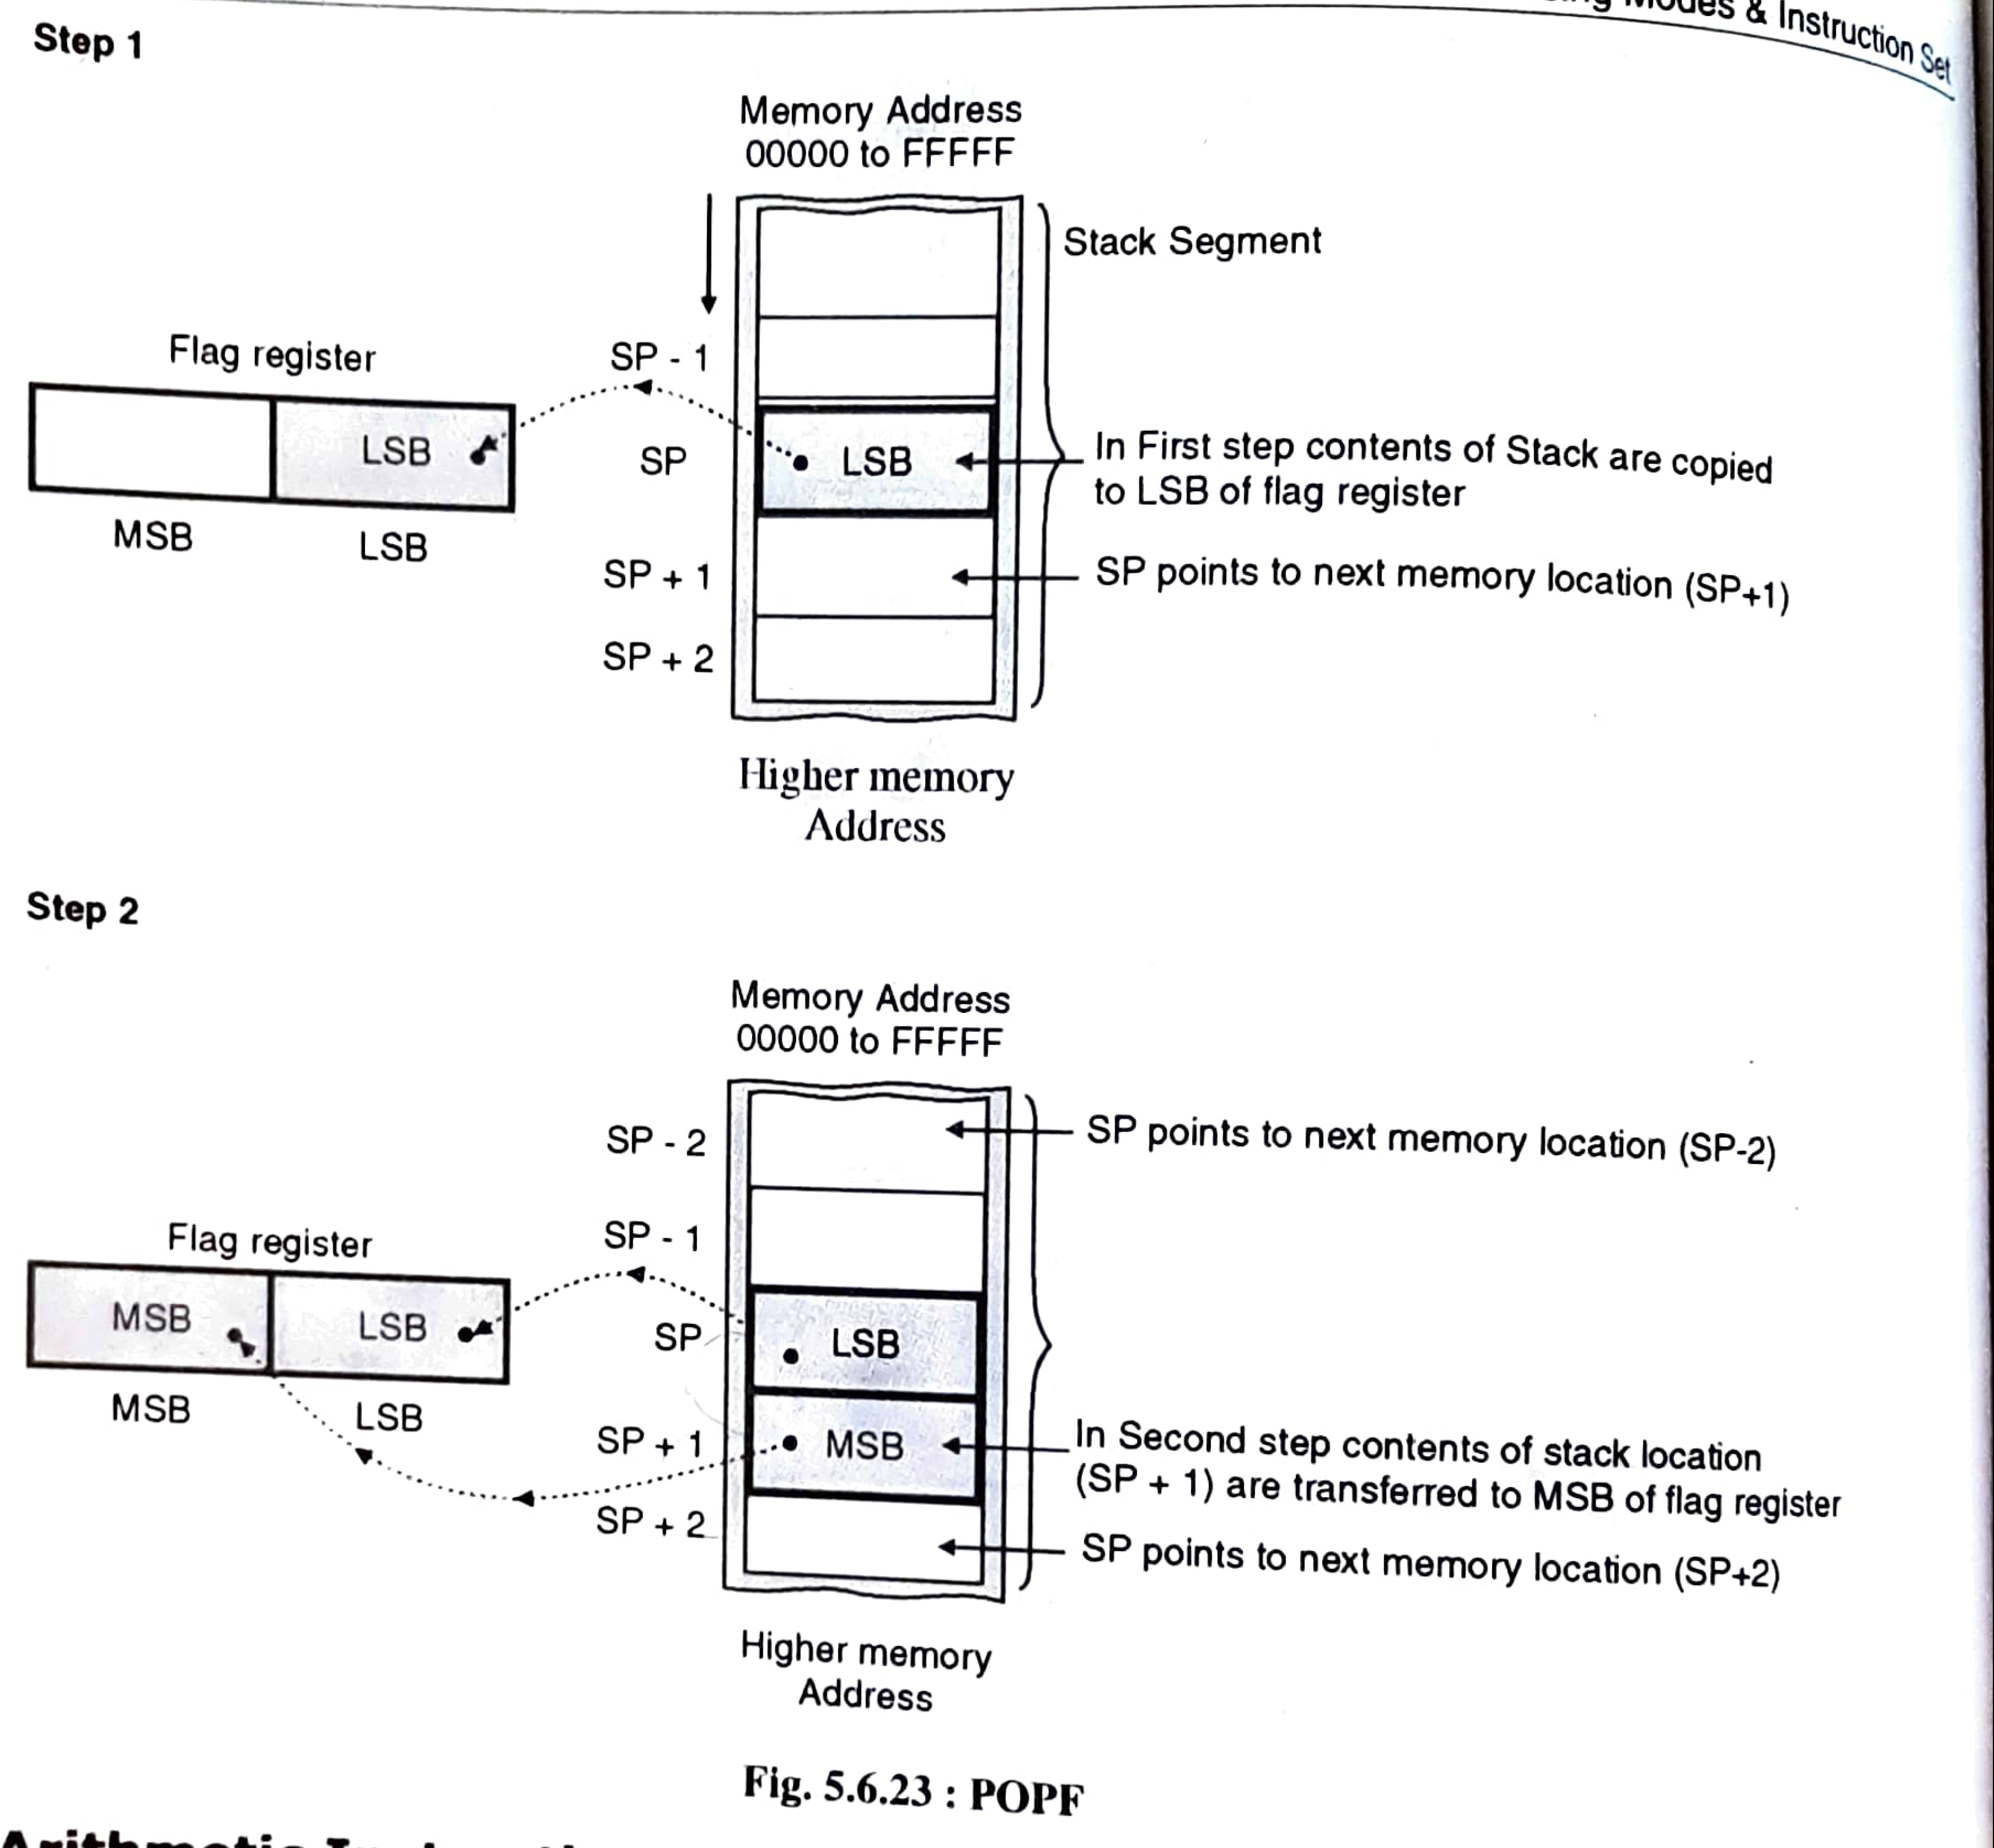 Modes & Instruction Set
Step 1
Memory Address
00000 to FFFFF
Stack Segment
Flag register
SP - 1
LSB
SP
LSB
In First step contents of Stack are copied
to LSB of flag register
MSB
LSB
SP + 1
SP points to next memory location (SP+1)
SP + 2
Higher memory
Address
Step 2
Memory Address
00000 to FFFFF
SP - 2
SP points to next memory location (SP-2)
Flag register
SP - 1
MSB
LSB
SP
LSB
MSB
LSB
SP + 1
MSB
In Second step contents of stack location
(SP + 1) are transferred to MSB of flag register
SP + 2
SP points to next memory location (SP+2)
Higher memory
Address
Fig. 5.6.23 : POPF